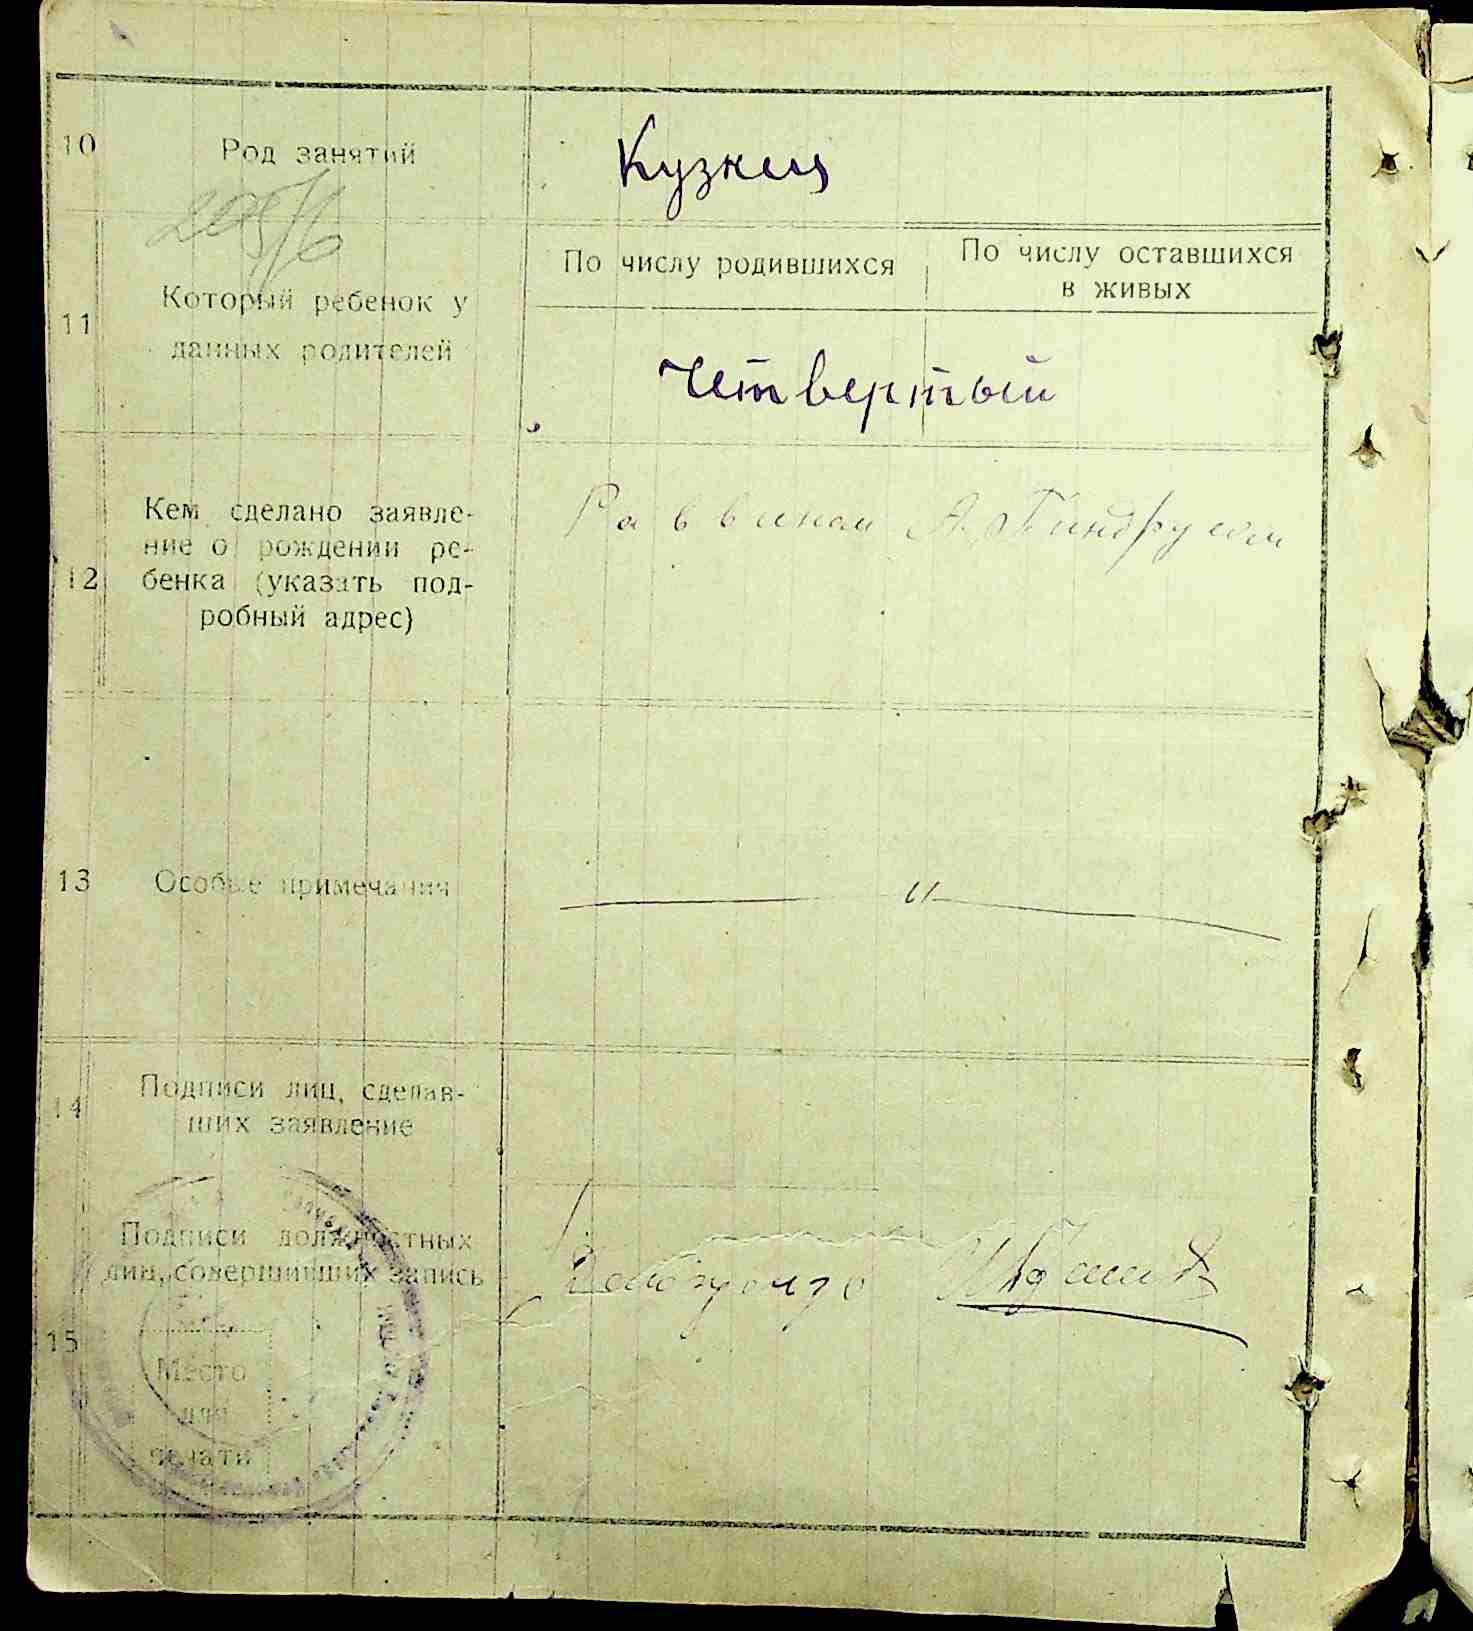 10
Род занятий
Кузнец
11
Который ребенок у
данных родителей
По числу родившихся
По числу оставшихся
в живых
Четвертый
12
Кем сделано заявле-
ние о рождении ре-
бенка (указать под-
робный адрес)
Раввином А. Гиндрусом
13
Особые примечания
—〃—
14
Подписи лиц, сделав-
ших заявление
15
Подписи должностных
лиц, совершивших запись
Место
для
печати